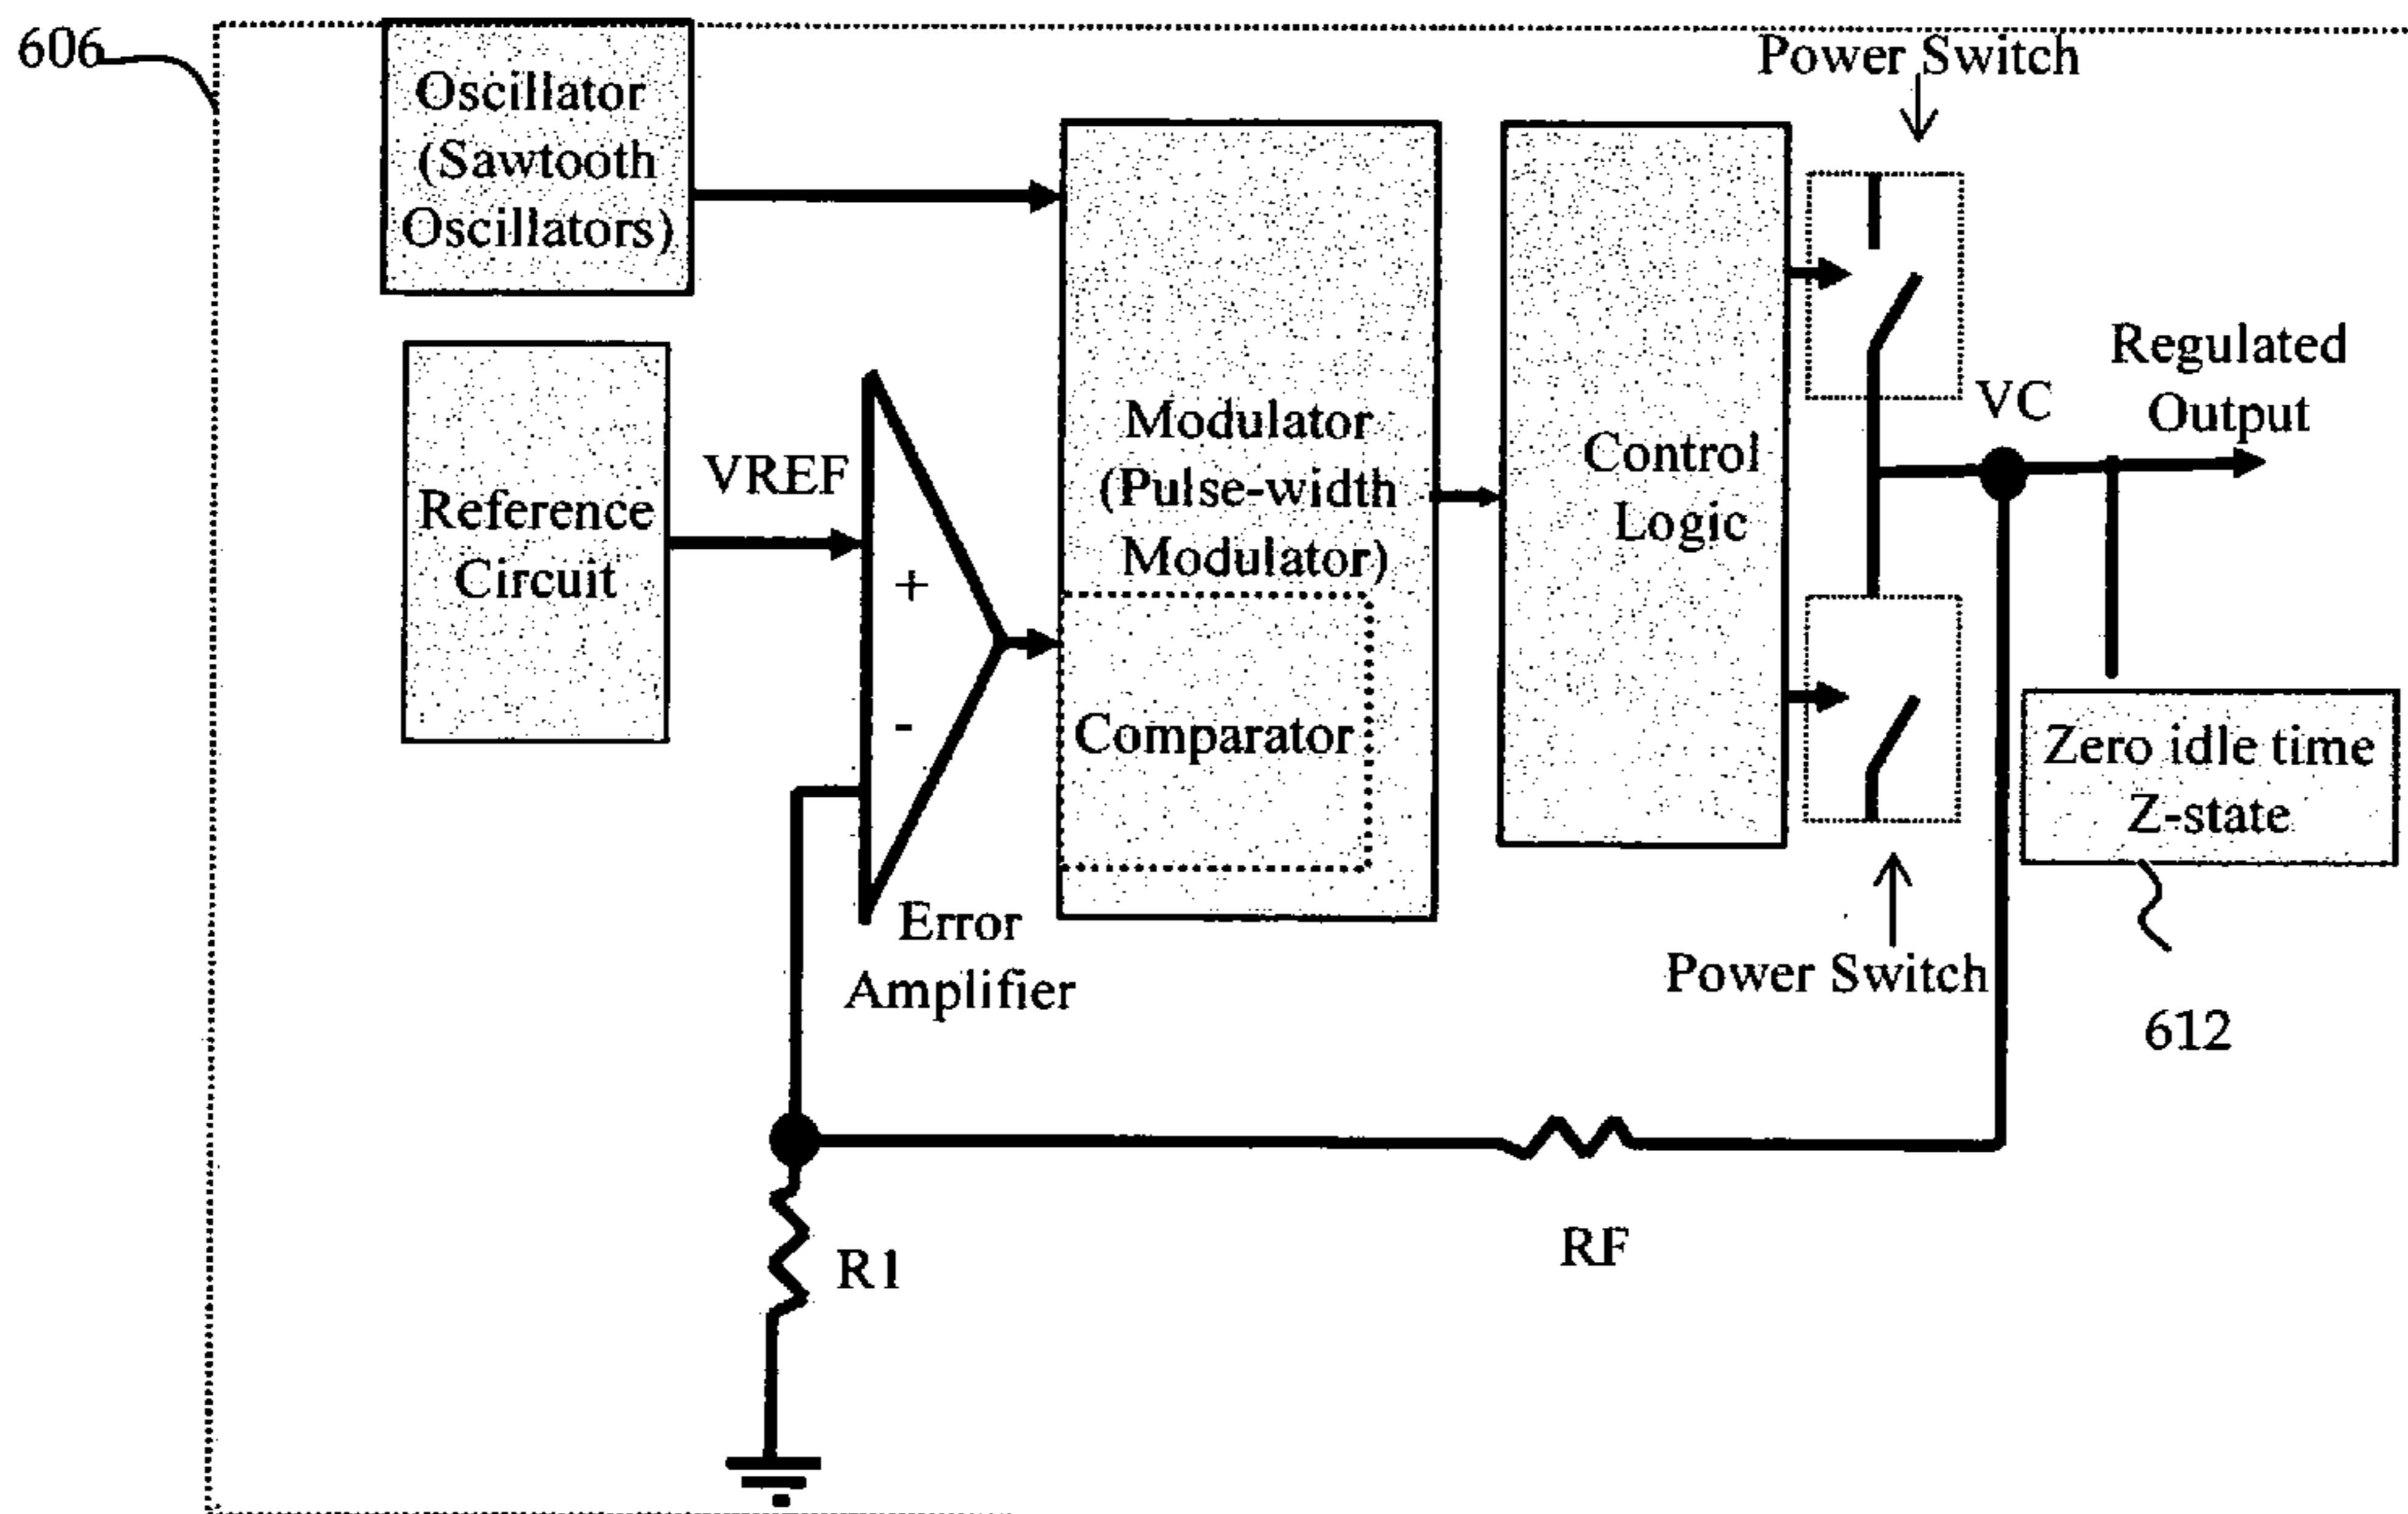 606
Oscillator
(Sawtooth
Oscillators)
Power Switch
Reference
Circuit
VREF
+
-
Error
Amplifier
Modulator
(Pulse-width
Modulator)
Comparator
Control
Logic
VC
Regulated
Output
Zero idle time
Z-state
612
Power Switch
RF
R1